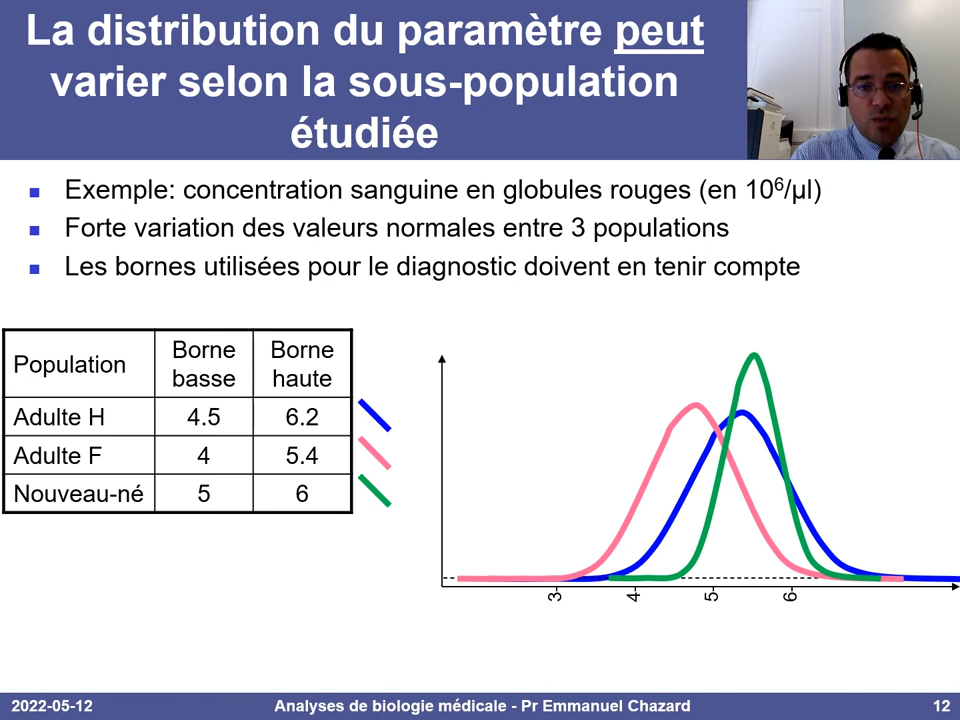 La distribution du paramètre peut
varier selon la sous-population
étudiée
Exemple: concentration sanguine en globules rouges (en 10⁶/µl)
Forte variation des valeurs normales entre 3 populations
Les bornes utilisées pour le diagnostic doivent en tenir compte
Population Borne basse Borne haute
Adulte H 4.5 6.2
Adulte F 4 5.4
Nouveau-né 5 6
3 4 5 6
2022-05-12 Analyses de biologie médicale - Pr Emmanuel Chazard 12